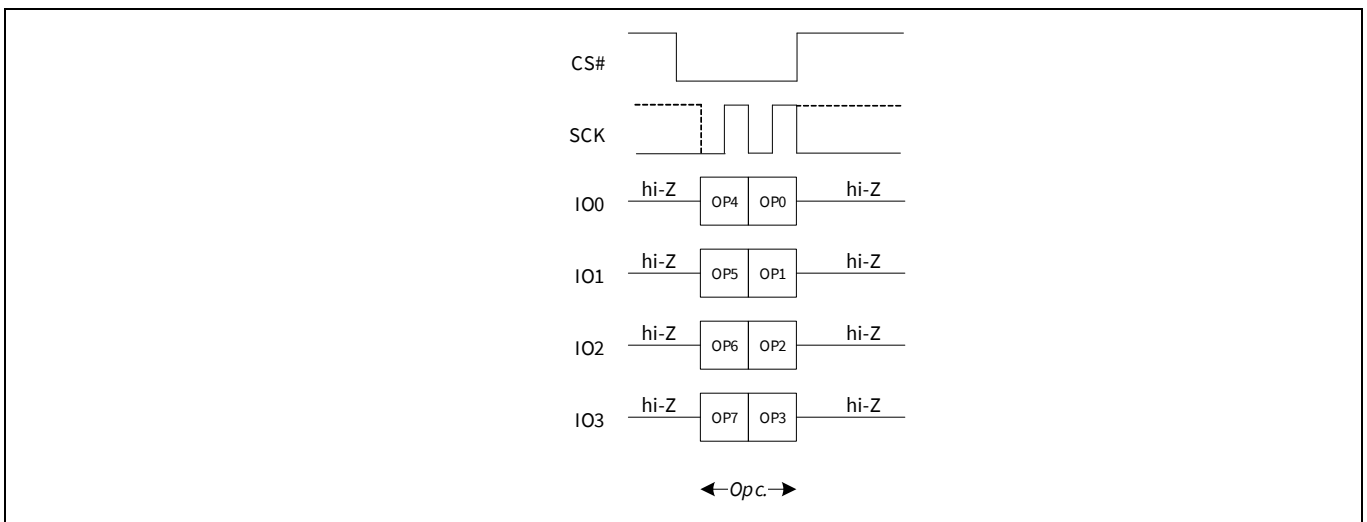 CS#
SCK
hi-Z hi-Z
IO0 OP4 OP0
hi-Z hi-Z
IO1 OP5 OP1
hi-Z hi-Z
IO2 OP6 OP2
hi-Z hi-Z
IO3 OP7 OP3
Opc.